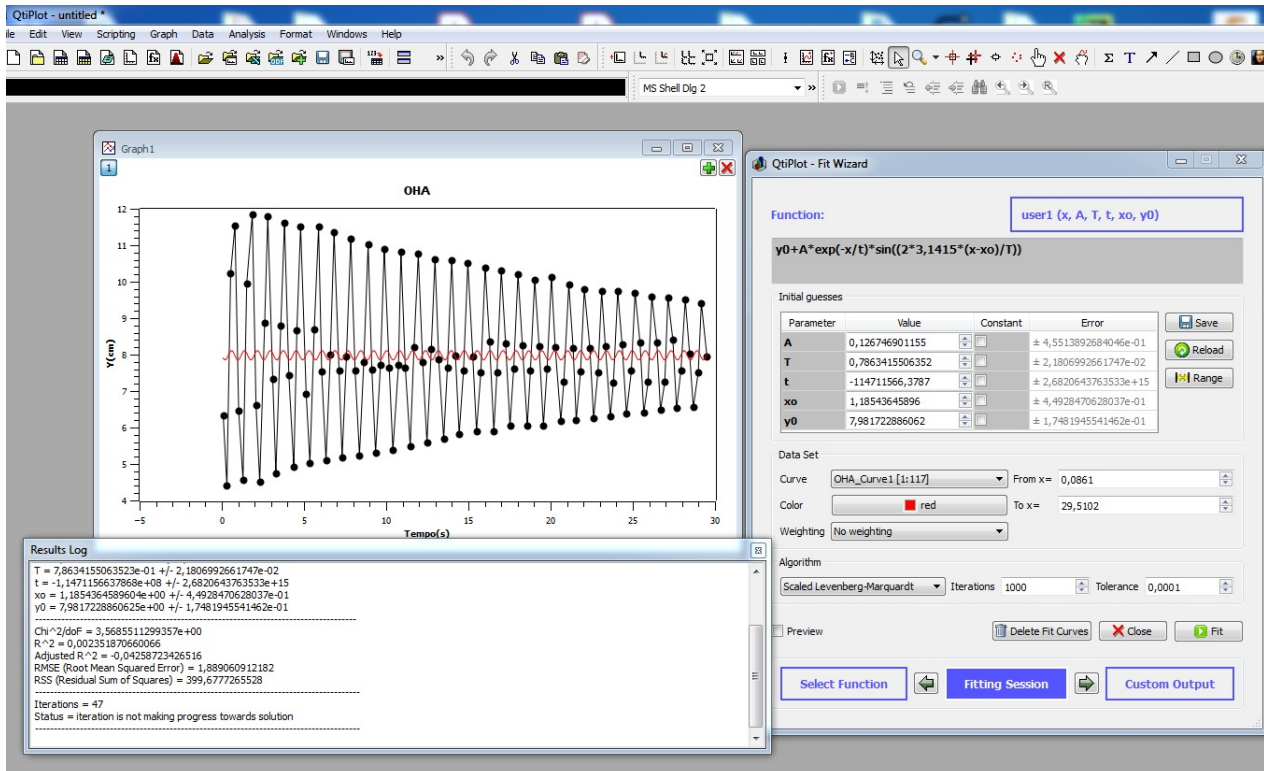 QtiPlot - untitled *
le Edit View Scripting Graph Data Analysis Format Windows Help
MS Shell Dlg 2
Graph1
1
OHA
12
11
10
9
8
7
6
5
4
Y(cm)
−5 0 5 10 15 20 25 30
Tempo(s)
QtiPlot - Fit Wizard
Function: user1 (x, A, T, t, xo, y0)
y0+A*exp(-x/t)*sin((2*3,1415*(x-xo)/T))
Initial guesses
Parameter Value Constant Error
A 0,126746901155 ± 4,5513892684046e-01
T 0,7863415506352 ± 2,1806992661747e-02
t -114711566,3787 ± 2,6820643763533e+15
xo 1,18543645896 ± 4,4928470628037e-01
y0 7,981722886062 ± 1,7481945541462e-01
Save
Reload
Range
Data Set
Curve OHA_Curve1 [1:117] From x= 0,0861
Color red To x= 29,5102
Weighting No weighting
Algorithm
Scaled Levenberg-Marquardt Iterations 1000 Tolerance 0,0001
Preview Delete Fit Curves Close Fit
Select Function Fitting Session Custom Output
Results Log
T = 7,8634155063523e-01 +/- 2,1806992661747e-02
t = -1,1471156637868e+08 +/- 2,6820643763533e+15
xo = 1,1854364589604e+00 +/- 4,4928470628037e-01
y0 = 7,9817228860625e+00 +/- 1,7481945541462e-01
--------------------------------------------------------------------------------------
Chi^2/doF = 3,5685511299357e+00
R^2 = 0,002351870660066
Adjusted R^2 = -0,04258723426516
RMSE (Root Mean Squared Error) = 1,889060912182
RSS (Residual Sum of Squares) = 399,6777265528
---------------------------------------------------------------------------------------
Iterations = 47
Status = iteration is not making progress towards solution
---------------------------------------------------------------------------------------